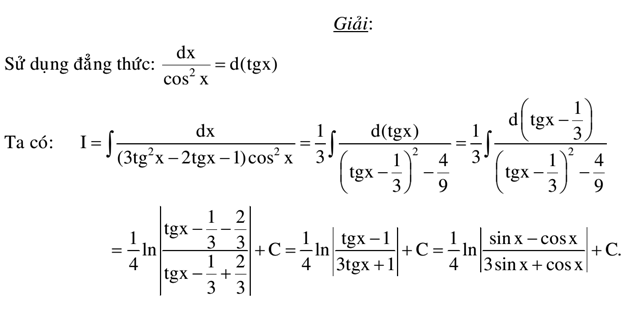 Giải:
Sử dụng đẳng thức: dx/cos² x = d(tgx)
Ta có: I = ∫ dx/((3tg²x − 2tgx − 1)cos² x) = 1/3 ∫ d(tgx)/((tgx − 1/3)² − 4/9) = 1/3 ∫ d(tgx − 1/3)/((tgx − 1/3)² − 4/9)
= 1/4 ln |(tgx − 1/3 − 2/3)/(tgx − 1/3 + 2/3)| + C = 1/4 ln |(tgx − 1)/(3tgx + 1)| + C = 1/4 ln |(sin x − cos x)/(3sin x + cos x)| + C.